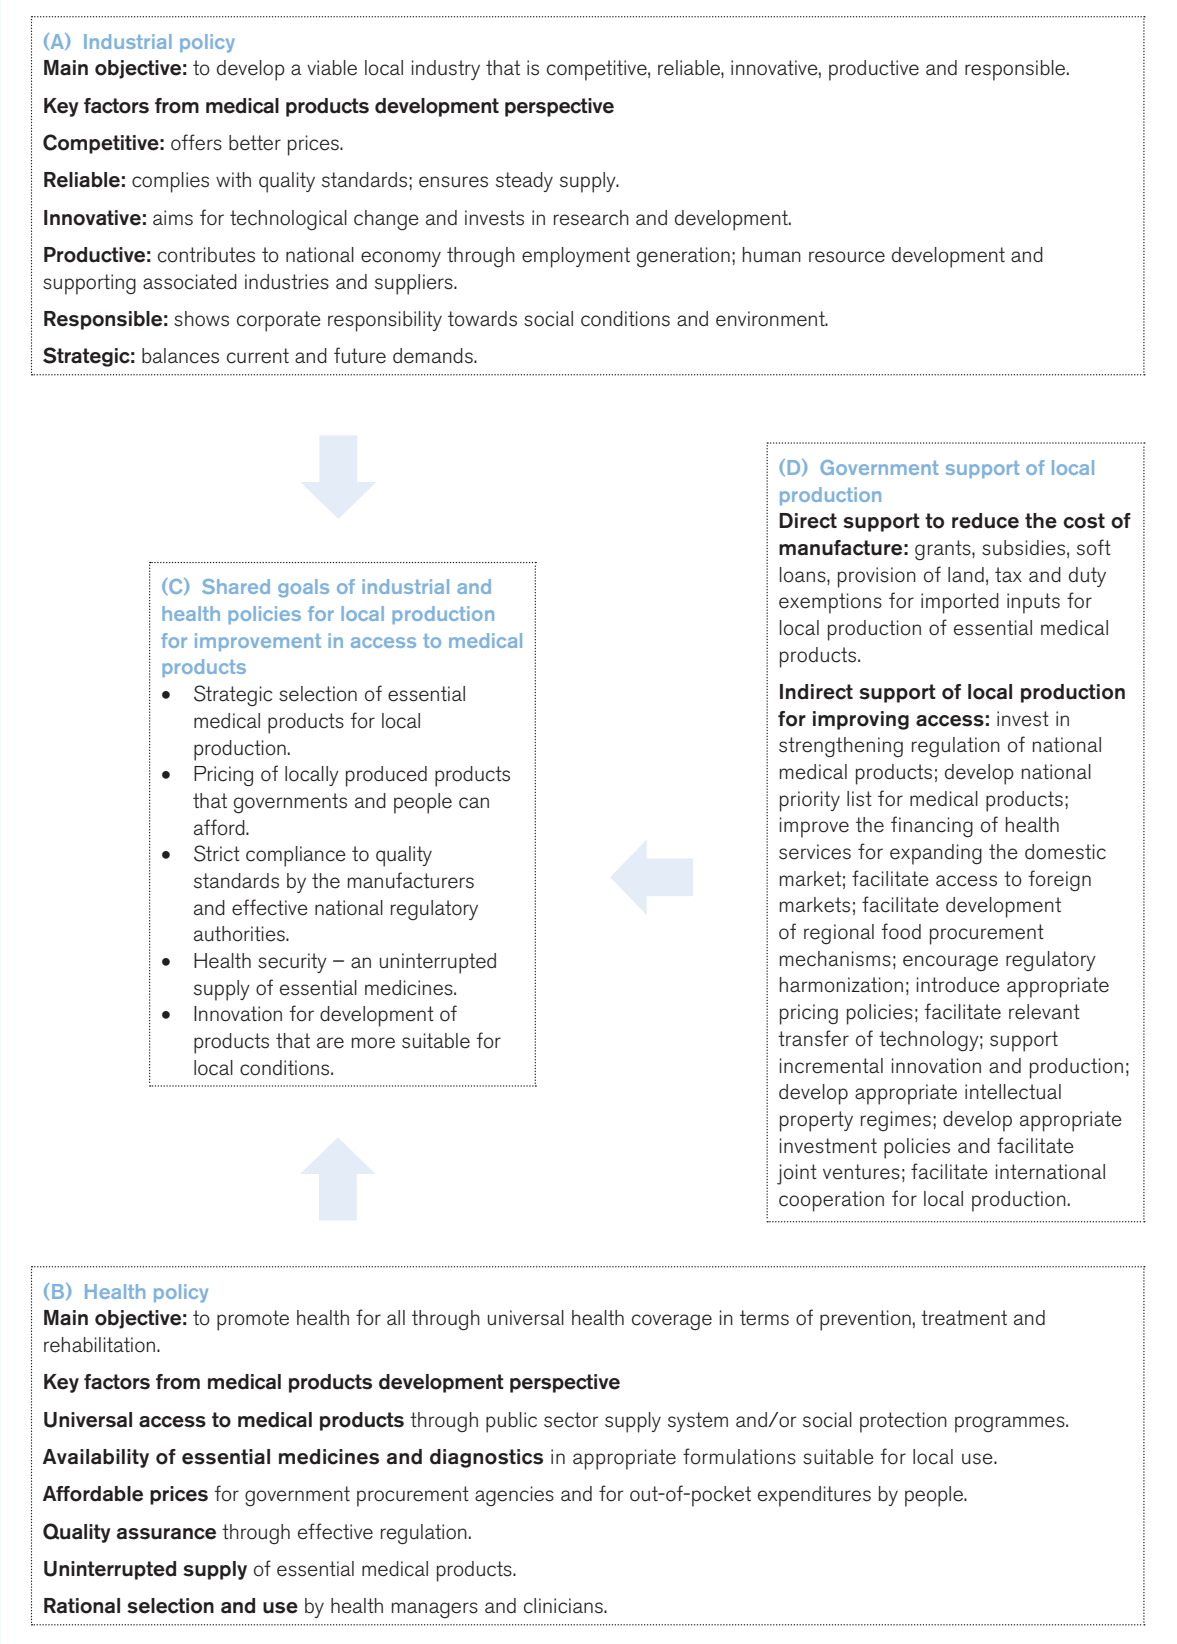 (A) Industrial policy
Main objective: to develop a viable local industry that is competitive, reliable, innovative, productive and responsible.
Key factors from medical products development perspective
Competitive: offers better prices.
Reliable: complies with quality standards; ensures steady supply.
Innovative: aims for technological change and invests in research and development.
Productive: contributes to national economy through employment generation; human resource development and
supporting associated industries and suppliers.
Responsible: shows corporate responsibility towards social conditions and environment.
Strategic: balances current and future demands.
(C) Shared goals of industrial and
health policies for local production
for improvement in access to medical
products
• Strategic selection of essential
medical products for local
production.
• Pricing of locally produced products
that governments and people can
afford.
• Strict compliance to quality
standards by the manufacturers
and effective national regulatory
authorities.
• Health security – an uninterrupted
supply of essential medicines.
• Innovation for development of
products that are more suitable for
local conditions.
(D) Government support of local
production
Direct support to reduce the cost of
manufacture: grants, subsidies, soft
loans, provision of land, tax and duty
exemptions for imported inputs for
local production of essential medical
products.
Indirect support of local production
for improving access: invest in
strengthening regulation of national
medical products; develop national
priority list for medical products;
improve the financing of health
services for expanding the domestic
market; facilitate access to foreign
markets; facilitate development
of regional food procurement
mechanisms; encourage regulatory
harmonization; introduce appropriate
pricing policies; facilitate relevant
transfer of technology; support
incremental innovation and production;
develop appropriate intellectual
property regimes; develop appropriate
investment policies and facilitate
joint ventures; facilitate international
cooperation for local production.
(B) Health policy
Main objective: to promote health for all through universal health coverage in terms of prevention, treatment and
rehabilitation.
Key factors from medical products development perspective
Universal access to medical products through public sector supply system and/or social protection programmes.
Availability of essential medicines and diagnostics in appropriate formulations suitable for local use.
Affordable prices for government procurement agencies and for out-of-pocket expenditures by people.
Quality assurance through effective regulation.
Uninterrupted supply of essential medical products.
Rational selection and use by health managers and clinicians.